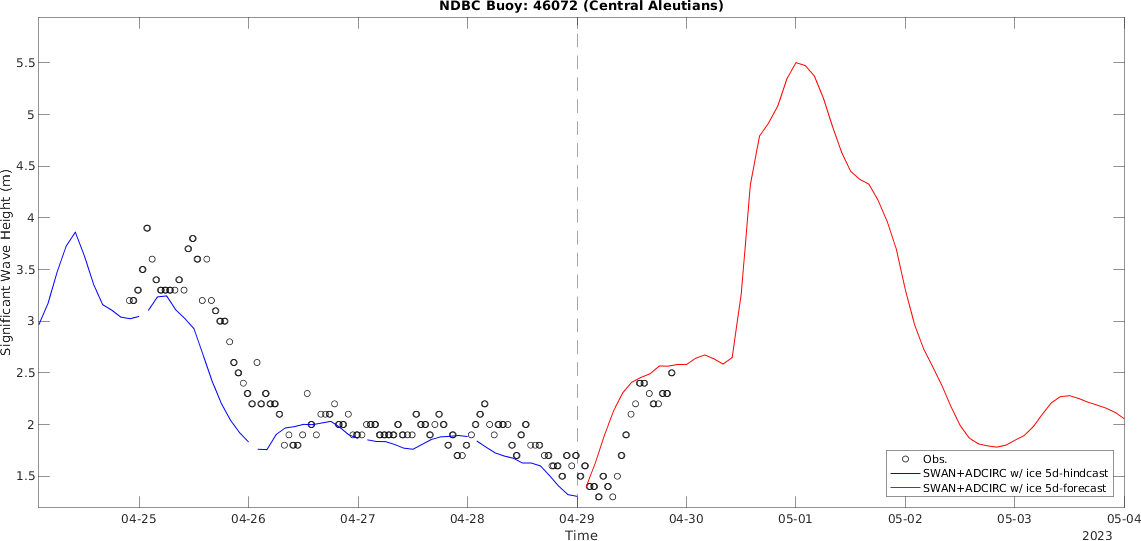 NDBC Buoy: 46072 (Central Aleutians)
Significant Wave Height (m)
5.5
5
4.5
4
3.5
3
2.5
2
1.5
Obs.
SWAN+ADCIRC w/ ice 5d-hindcast
SWAN+ADCIRC w/ ice 5d-forecast
04-25 04-26 04-27 04-28 04-29 04-30 05-01 05-02 05-03 05-04
Time
2023